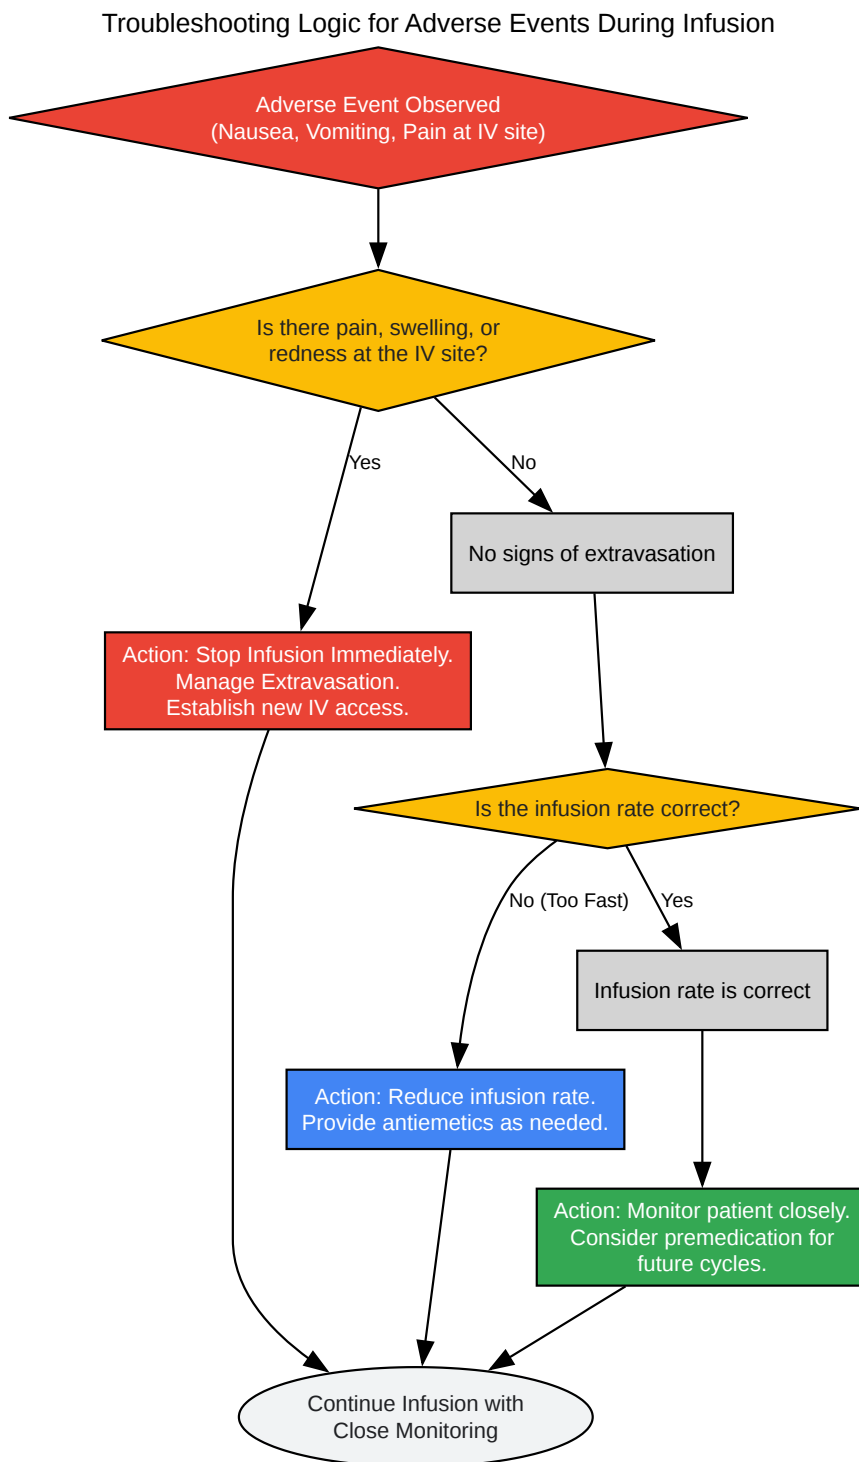 Troubleshooting Logic for Adverse Events During Infusion
Adverse Event Observed
(Nausea, Vomiting, Pain at IV site)
Is there pain, swelling, or
redness at the IV site?
Yes
No
No signs of extravasation
Action: Stop Infusion Immediately.
Manage Extravasation.
Establish new IV access.
Is the infusion rate correct?
No (Too Fast)
Yes
Infusion rate is correct
Action: Reduce infusion rate.
Provide antiemetics as needed.
Action: Monitor patient closely.
Consider premedication for
future cycles.
Continue Infusion with
Close Monitoring